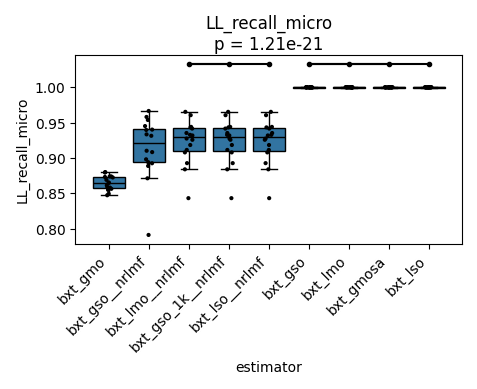 LL_recall_micro
p = 1.21e-21
LL_recall_micro
1.00
0.95
0.90
0.85
0.80
bxt_gmo
bxt_gso__nrlmf
bxt_lmo__nrlmf
bxt_gso_1k__nrlmf
bxt_lso__nrlmf
bxt_gso
bxt_lmo
bxt_gmosa
bxt_lso
estimator